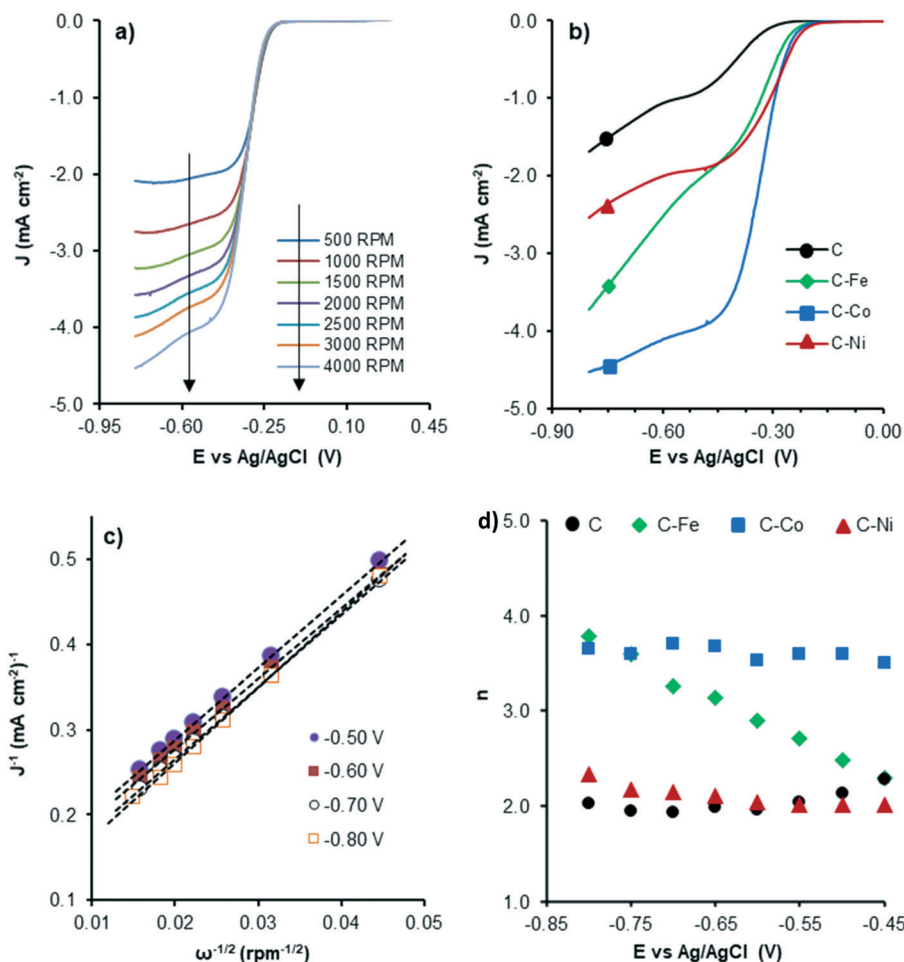 a)
0.0
-1.0
-2.0
-3.0
-4.0
-5.0
J (mA cm-2)
500 RPM
1000 RPM
1500 RPM
2000 RPM
2500 RPM
3000 RPM
4000 RPM
-0.95 -0.60 -0.25 0.10 0.45
E vs Ag/AgCl (V)
b)
0.0
-1.0
-2.0
-3.0
-4.0
-5.0
J (mA cm-2)
C
C-Fe
C-Co
C-Ni
-0.90 -0.60 -0.30 0.00
E vs Ag/AgCl (V)
c)
0.5
0.4
0.3
0.2
0.1
J-1 (mA cm-2)-1
-0.50 V
-0.60 V
-0.70 V
-0.80 V
0.01 0.02 0.03 0.04 0.05
ω-1/2 (rpm-1/2)
d)
C C-Fe C-Co C-Ni
5.0
4.0
3.0
2.0
1.0
n
-0.85 -0.75 -0.65 -0.55 -0.45
E vs Ag/AgCl (V)